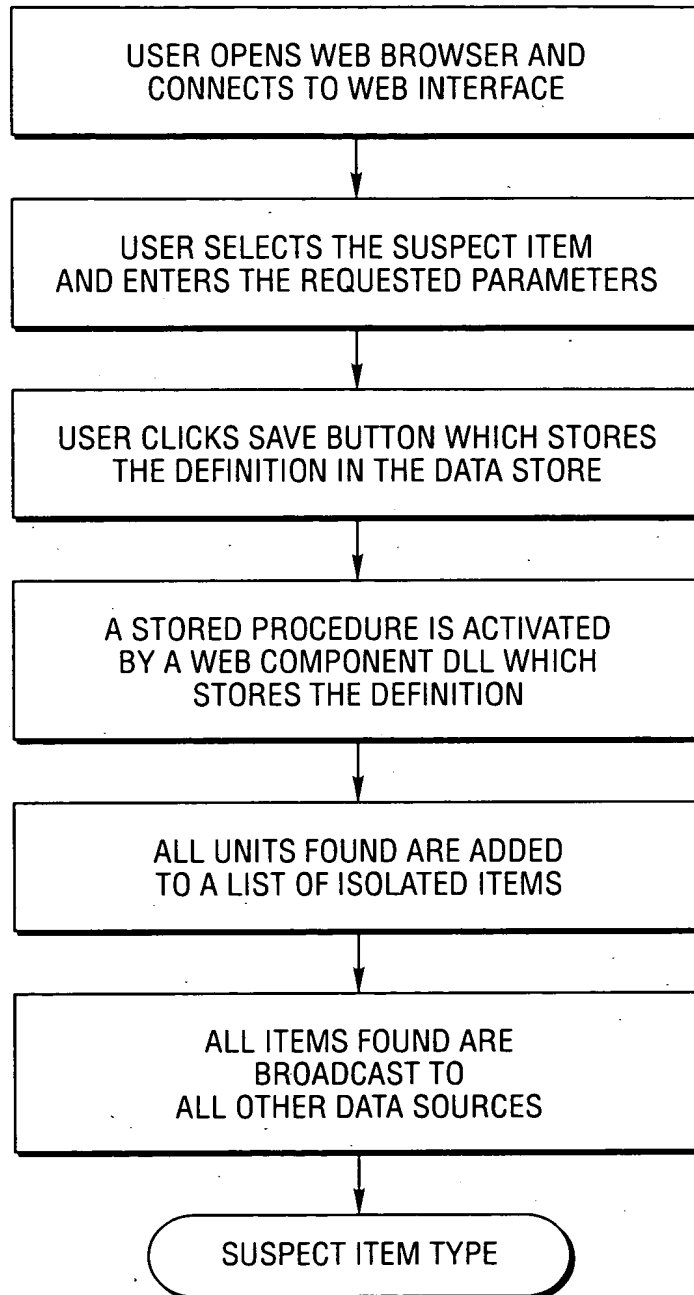 USER OPENS WEB BROWSER AND
CONNECTS TO WEB INTERFACE
USER SELECTS THE SUSPECT ITEM
AND ENTERS THE REQUESTED PARAMETERS
USER CLICKS SAVE BUTTON WHICH STORES
THE DEFINITION IN THE DATA STORE
A STORED PROCEDURE IS ACTIVATED
BY A WEB COMPONENT DLL WHICH
STORES THE DEFINITION
ALL UNITS FOUND ARE ADDED
TO A LIST OF ISOLATED ITEMS
ALL ITEMS FOUND ARE
BROADCAST TO
ALL OTHER DATA SOURCES
SUSPECT ITEM TYPE